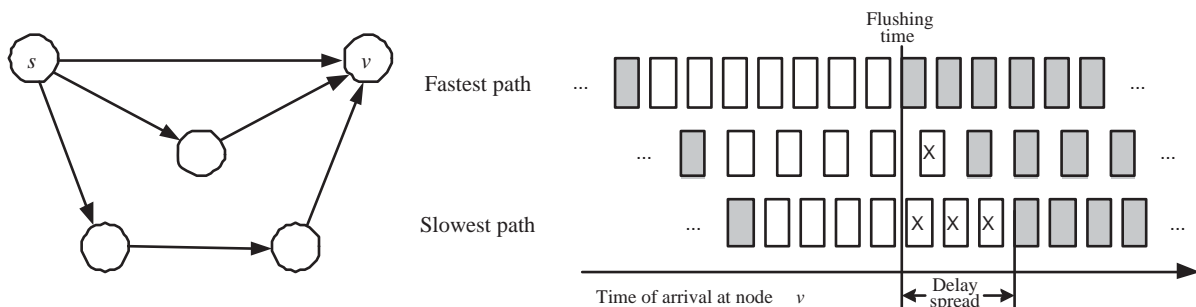 s
v
Flushing
time
Fastest path
...
...
...
X
...
Slowest path
...
X X X
...
Time of arrival at node v
Delay
spread